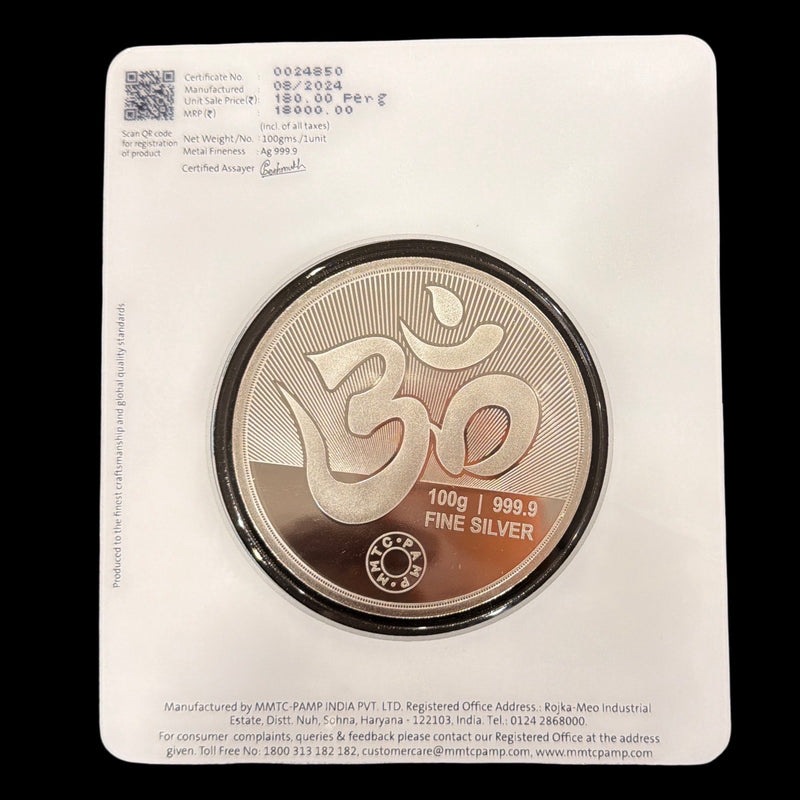 Certificate No. : 0024850
Manufactured : 08/2024
Unit Sale Price(₹): 180.00 Per g
MRP (₹) : 18000.00
(incl. of all taxes)
Net Weight/No. : 100gms./1unit
Metal Fineness : Ag 999.9
Certified Assayer :
Scan QR code
for registration
of product
Produced to the finest craftsmanship and global quality standards
ॐ
100g | 999.9
FINE SILVER
MMTC·PAMP·
Manufactured by MMTC-PAMP INDIA PVT. LTD. Registered Office Address.: Rojka-Meo Industrial
Estate, Distt. Nuh, Sohna, Haryana - 122103, India. Tel.: 0124 2868000.
For consumer complaints, queries & feedback please contact our Registered Office at the address
given. Toll Free No: 1800 313 182 182, customercare@mmtcpamp.com, www.mmtcpamp.com